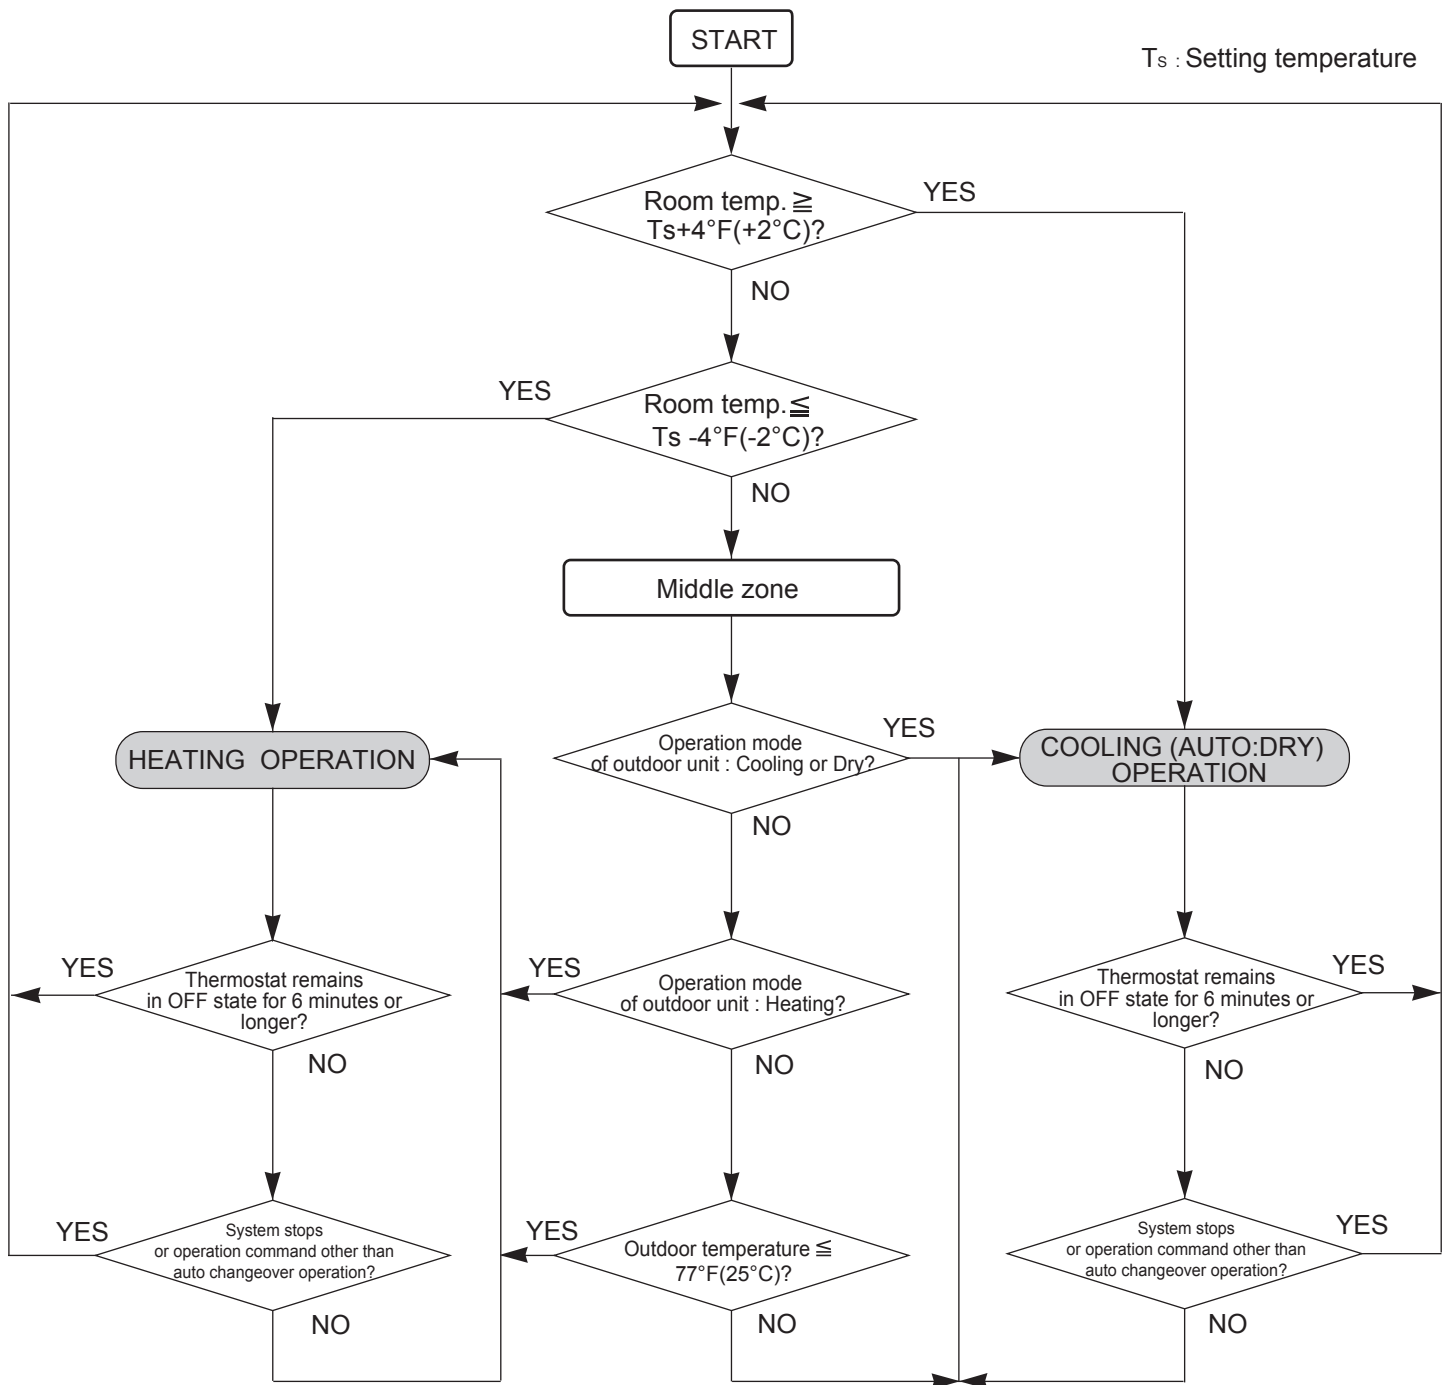 START
Ts : Setting temperature
Room temp.≧
Ts+4°F(+2°C)?
YES
NO
YES
Room temp.≦
Ts -4°F(-2°C)?
NO
Middle zone
HEATING OPERATION
Operation mode
of outdoor unit : Cooling or Dry?
YES
NO
COOLING (AUTO:DRY)
OPERATION
YES
Thermostat remains
in OFF state for 6 minutes or
longer?
NO
YES
Operation mode
of outdoor unit : Heating?
NO
Thermostat remains
in OFF state for 6 minutes or
longer?
YES
NO
YES
System stops
or operation command other than
auto changeover operation?
NO
YES
Outdoor temperature ≦
77°F(25°C)?
NO
System stops
or operation command other than
auto changeover operation?
YES
NO